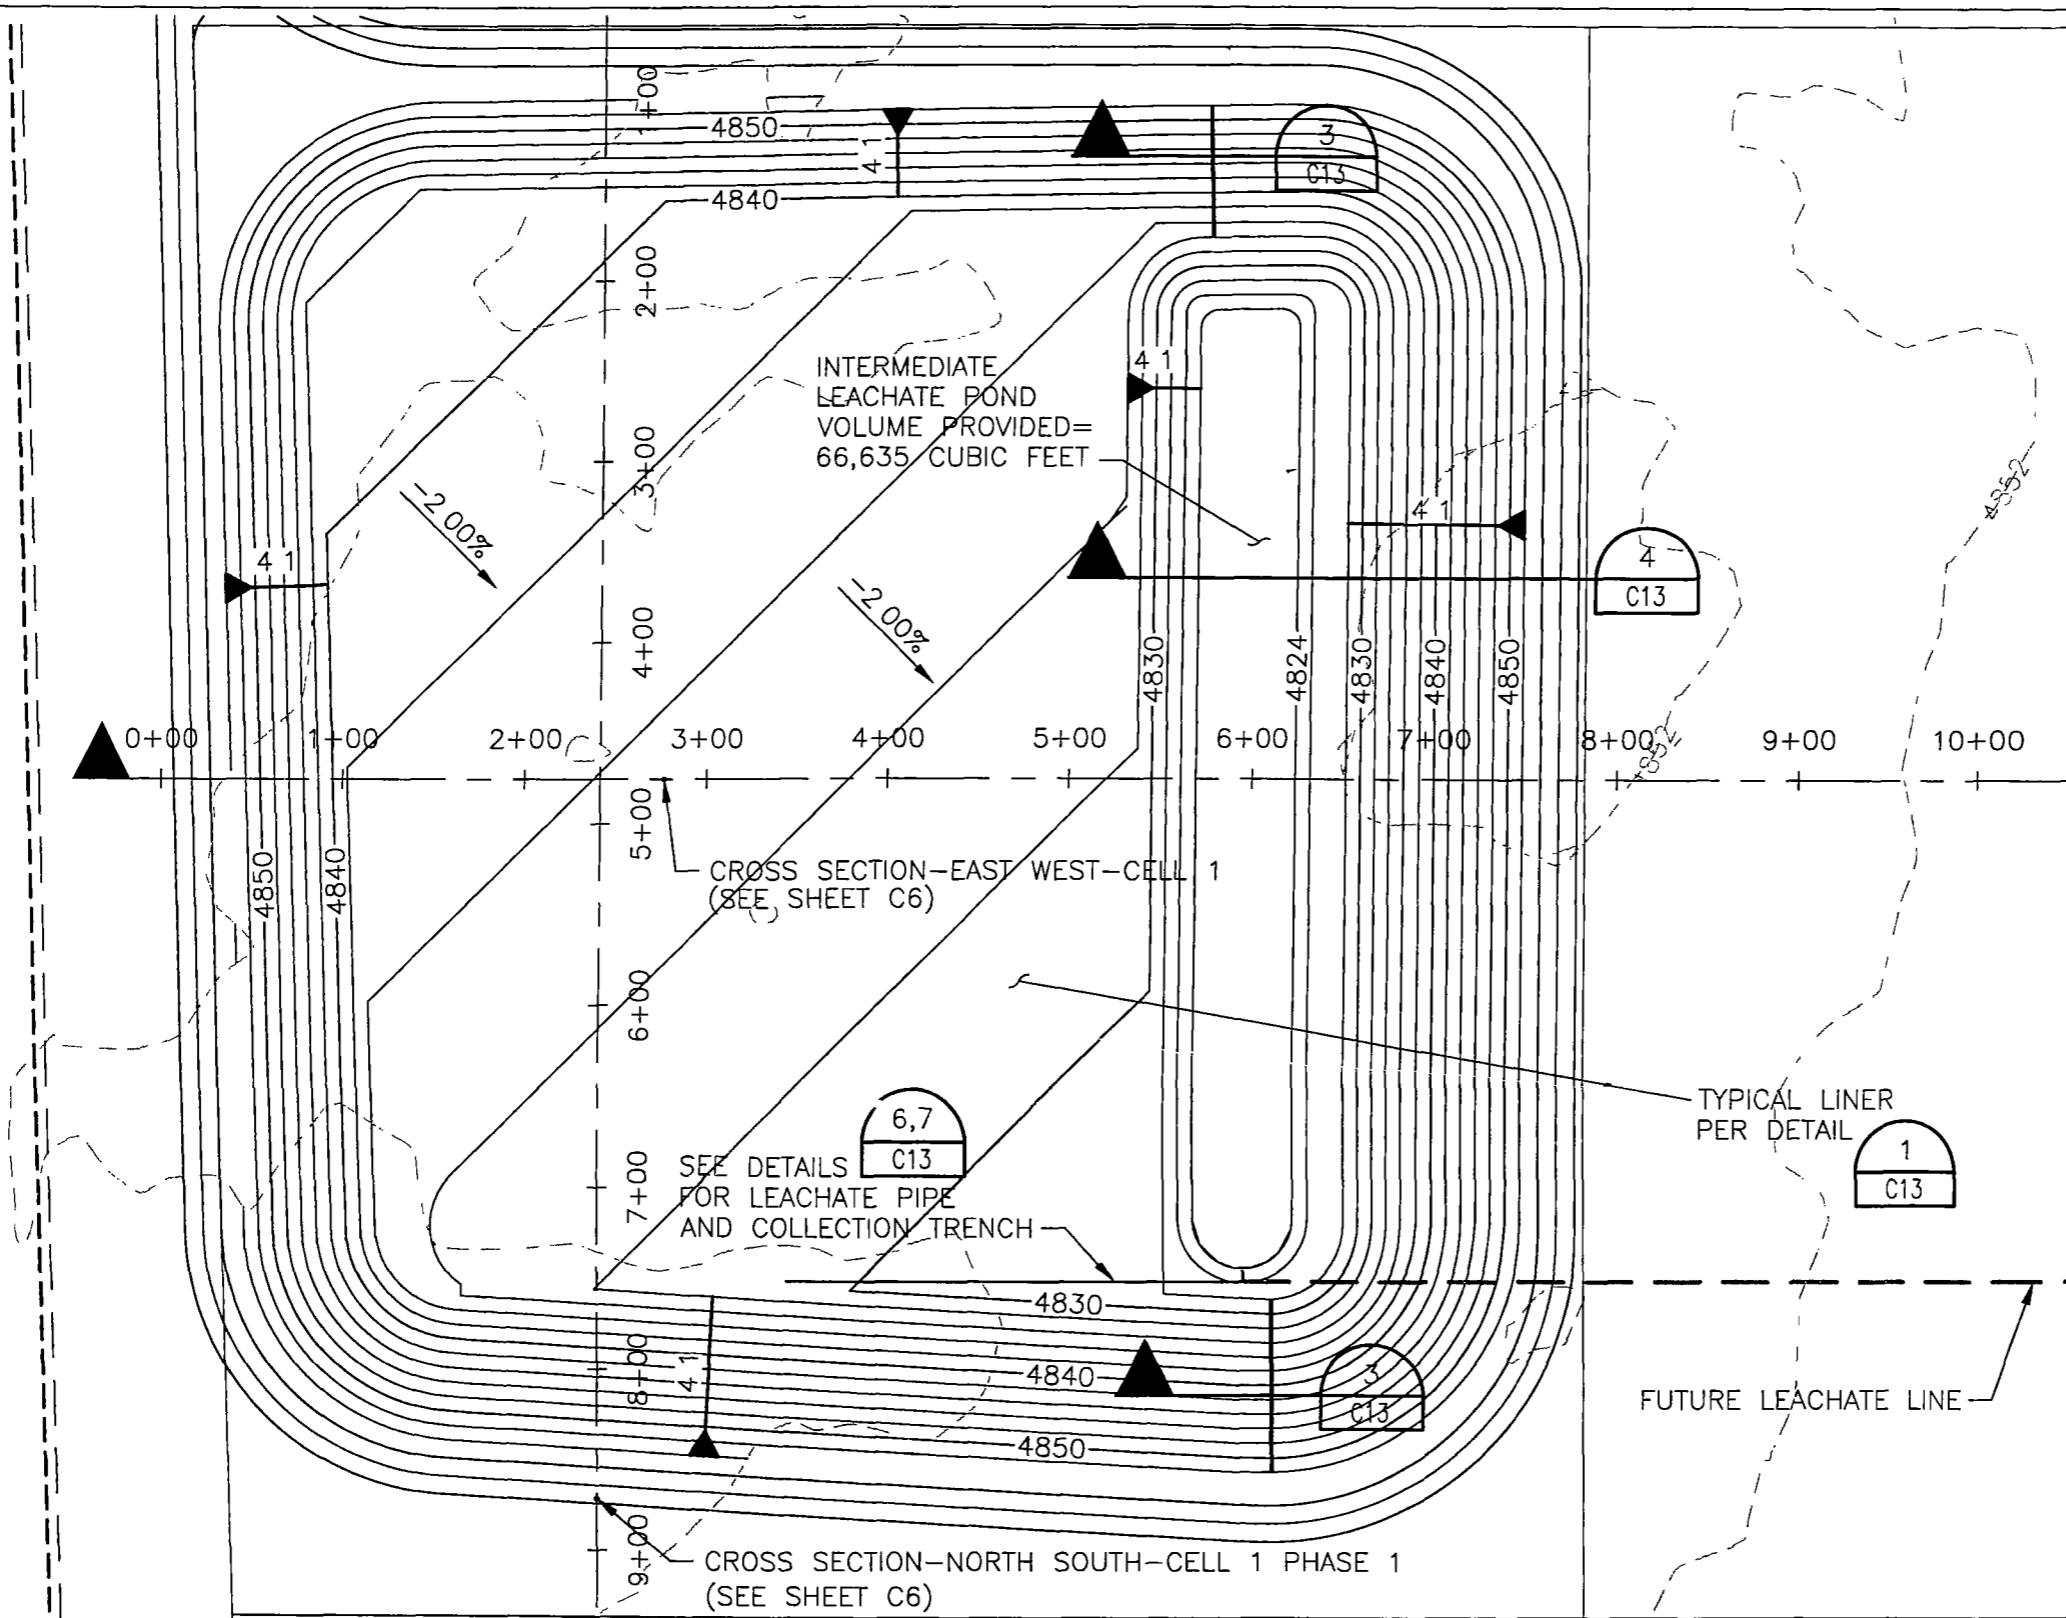 1+00
4850
4 1
3
C13
4840
2+00
INTERMEDIATE
LEACHATE POND
VOLUME PROVIDED=
66,635 CUBIC FEET
4 1
3+00
-2 00%
4 1
4852
4
C13
4 1
-2 00%
4+00
4830
4824
4830
4840
4850
0+00
1+00
2+00
3+00
4+00
5+00
6+00
7+00
8+00
9+00
10+00
5+00
4850
4840
CROSS SECTION-EAST WEST-CELL 1
(SEE SHEET C6)
6+00
6,7
C13
TYPICAL LINER
PER DETAIL
1
C13
7+00
SEE DETAILS
FOR LEACHATE PIPE
AND COLLECTION TRENCH
4830
8+00
4 1
4840
3
C13
FUTURE LEACHATE LINE
4850
9+00
CROSS SECTION-NORTH SOUTH-CELL 1 PHASE 1
(SEE SHEET C6)